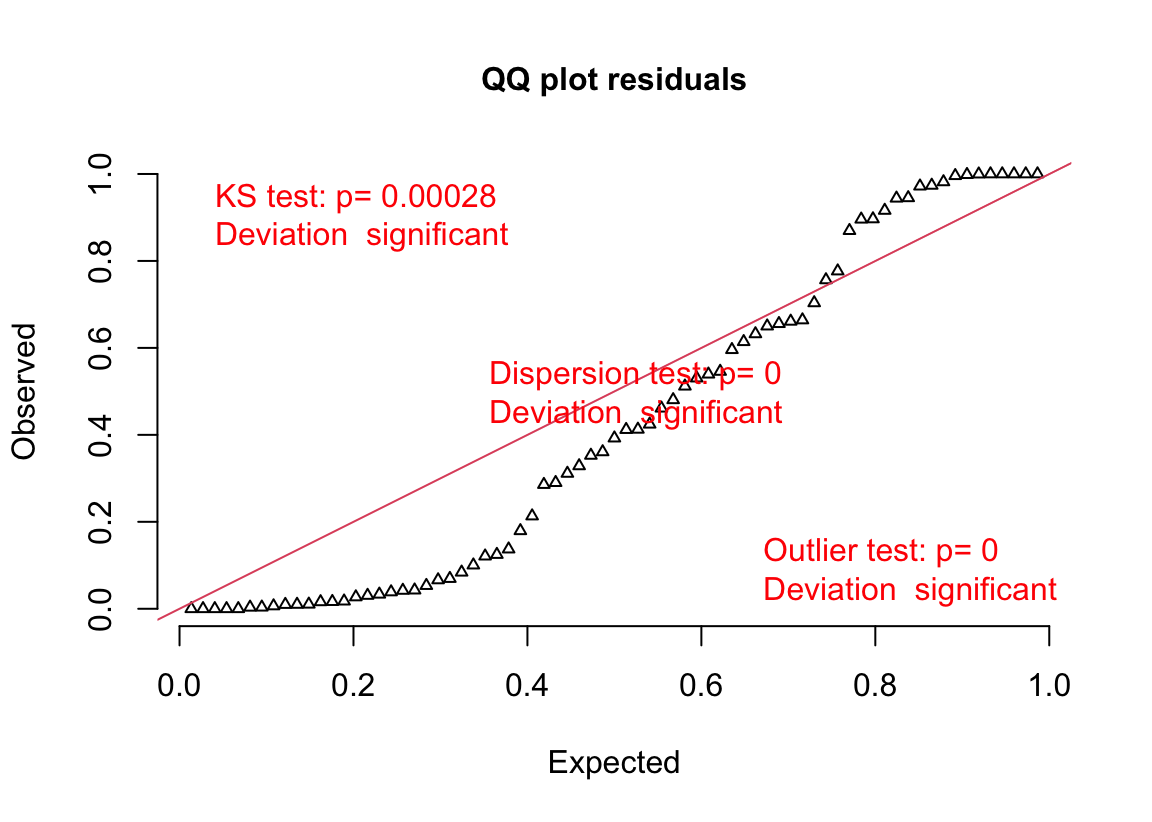 QQ plot residuals
KS test: p= 0.00028
Deviation  significant
Dispersion test: p= 0
Deviation  significant
Outlier test: p= 0
Deviation  significant
Observed
1.0
0.8
0.6
0.4
0.2
0.0
0.0 0.2 0.4 0.6 0.8 1.0
Expected